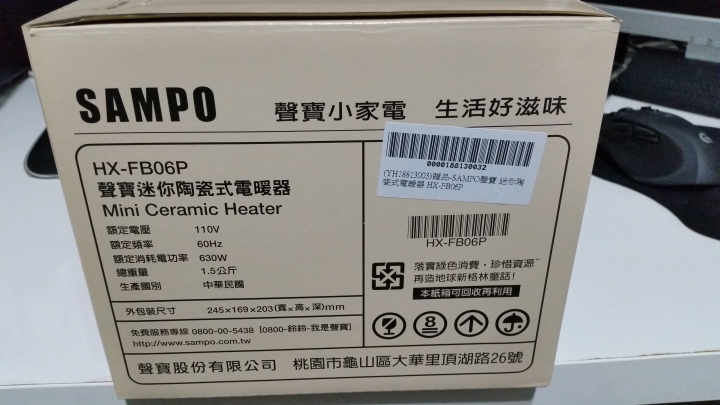 SAMPO 聲寶小家電 生活好滋味
HX-FB06P
聲寶迷你陶瓷式電暖器
Mini Ceramic Heater
額定電壓 110V
額定頻率 60Hz
額定消耗電功率 630W
總重量 1.5公斤
生產國別 中華民國
外包裝尺寸 245×169×203(寬×高×深)mm
免費服務專線 0800-00-5438 [0800-鈴鈴-我是聲寶]
http://www.sampo.com.tw
0000188130032
(YH18813003)贈品-SAMPO聲寶 迷你陶
瓷式電暖器 HX-FB06P
HX-FB06P
落實綠色消費，珍惜資源
再造地球新格林童話！
本紙箱可回收再利用
8
聲寶股份有限公司 桃園市龜山區大華里頂湖路26號
G